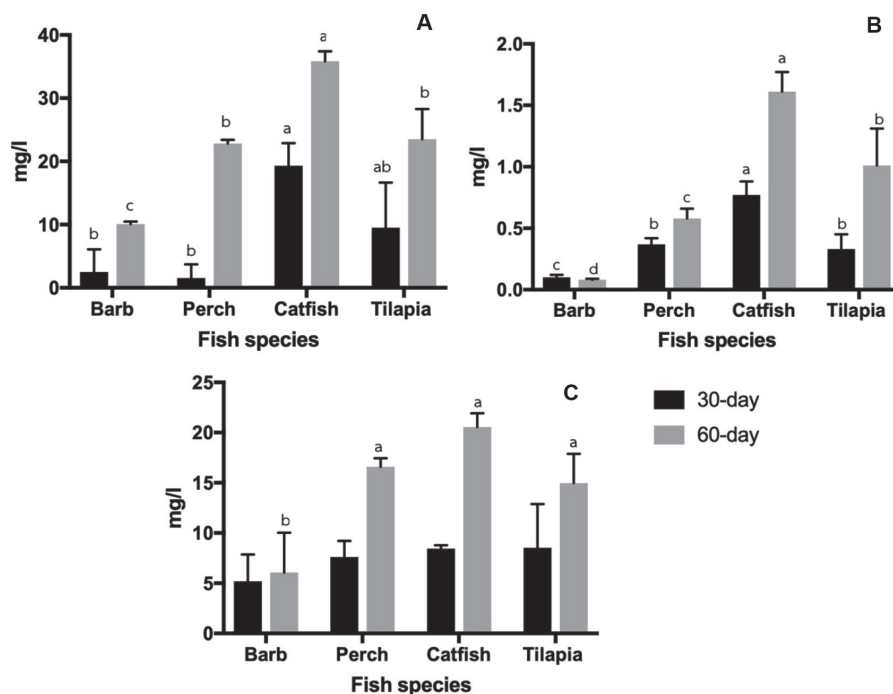 A
40
30
20
10
0
mg/l
b
c
b
b
a
a
ab
b
Barb Perch Catfish Tilapia
Fish species
B
2.0
1.5
1.0
0.5
0.0
mg/l
c
d
b
c
a
a
b
b
Barb Perch Catfish Tilapia
Fish species
C
25
20
15
10
5
0
mg/l
b
a
a
a
Barb Perch Catfish Tilapia
Fish species
30-day
60-day